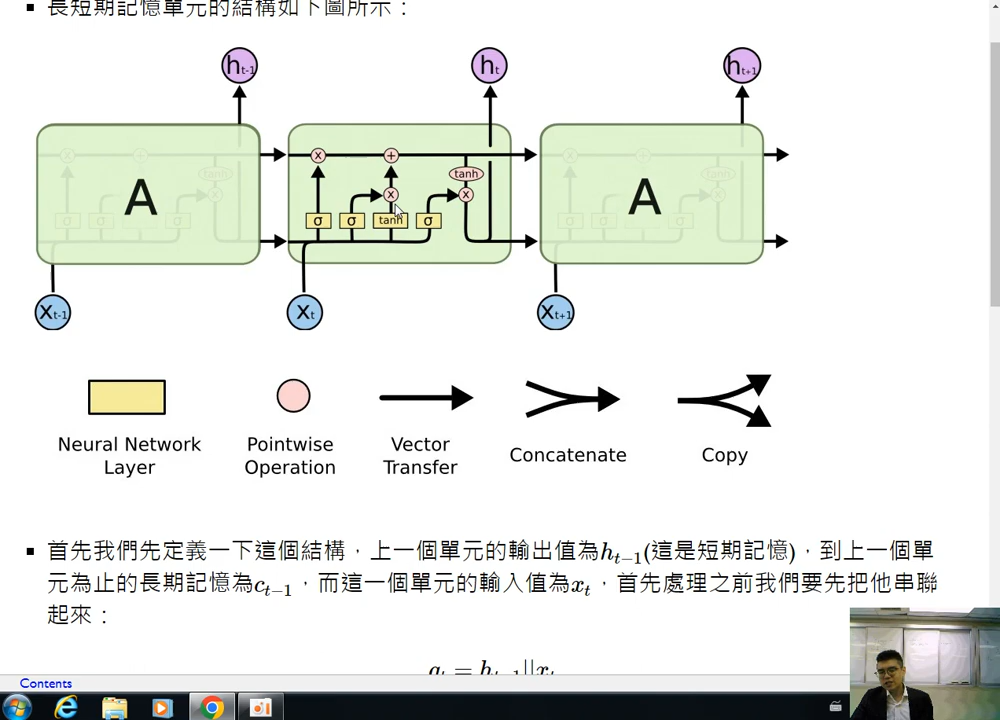 長短期記憶單元的結構如下圖所示：
ht-1 ht ht+1
x + tanh
A x A
σ σ tanh σ x
xt-1 xt xt+1
Neural Network Layer
Pointwise Operation
Vector Transfer
Concatenate
Copy
首先我們先定義一下這個結構，上一個單元的輸出值為ht−1(這是短期記憶)，到上一個單
元為止的長期記憶為ct−1，而這一個單元的輸入值為xt，首先處理之前我們要先把他串聯
起來：
= ht−1||xt
Contents